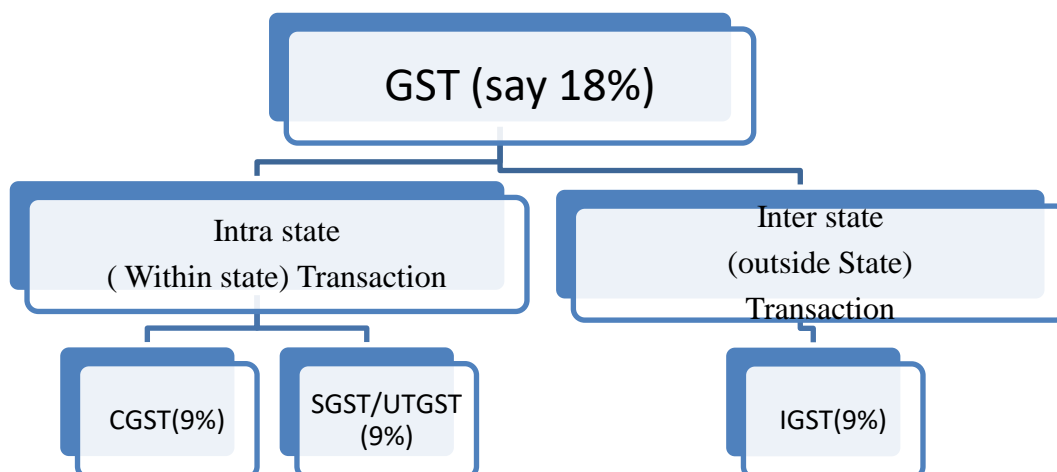 GST (say 18%)
Intra state
( Within state) Transaction
Inter state
(outside State)
Transaction
CGST(9%)
SGST/UTGST
(9%)
IGST(9%)